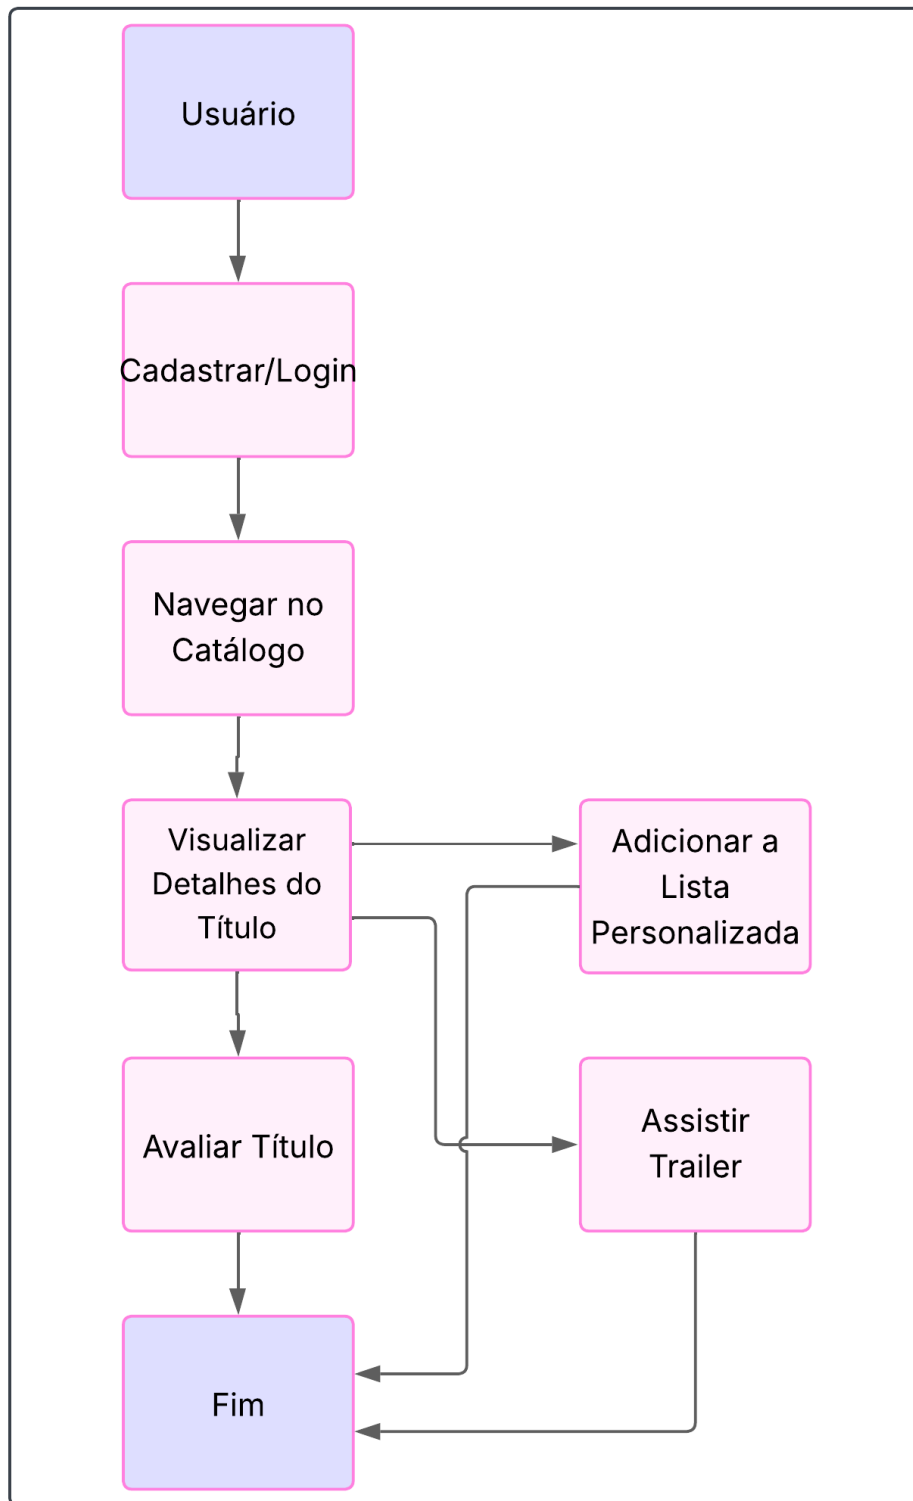 Usuário
Cadastrar/Login
Navegar no
Catálogo
Visualizar
Detalhes do
Título
Adicionar a
Lista
Personalizada
Avaliar Título
Assistir
Trailer
Fim